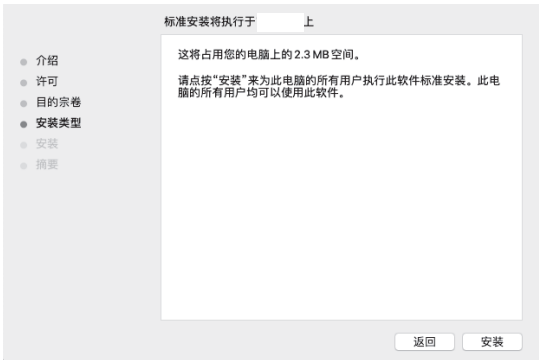 标准安装将执行于 上
介绍
许可
目的宗卷
安装类型
安装
摘要
这将占用您的电脑上的 2.3 MB 空间。
请点按“安装”来为此电脑的所有用户执行此软件标准安装。此电
脑的所有用户均可以使用此软件。
返回
安装